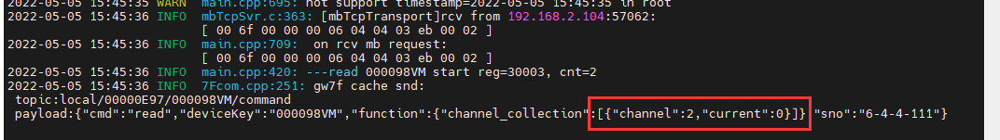 2022-05-05 15:45:35 WARN  main.cpp:695: not support timestamp=2022-05-05 15:45:35 in root
2022-05-05 15:45:36 INFO  mbTcpSvr.c:363: [mbTcpTransport]rcv from 192.168.2.104:57062:
[ 00 6f 00 00 00 06 04 04 03 eb 00 02 ]
2022-05-05 15:45:36 INFO  main.cpp:709:  on rcv mb request:
[ 00 6f 00 00 00 06 04 04 03 eb 00 02 ]
2022-05-05 15:45:36 INFO  main.cpp:420: ---read 000098VM start reg=30003, cnt=2
2022-05-05 15:45:36 INFO  7Fcom.cpp:251: gw7f cache snd:
topic:local/00000E97/000098VM/command
payload:{"cmd":"read","deviceKey":"000098VM","function":{"channel_collection":[{"channel":2,"current":0}]} "sno":"6-4-4-111"}